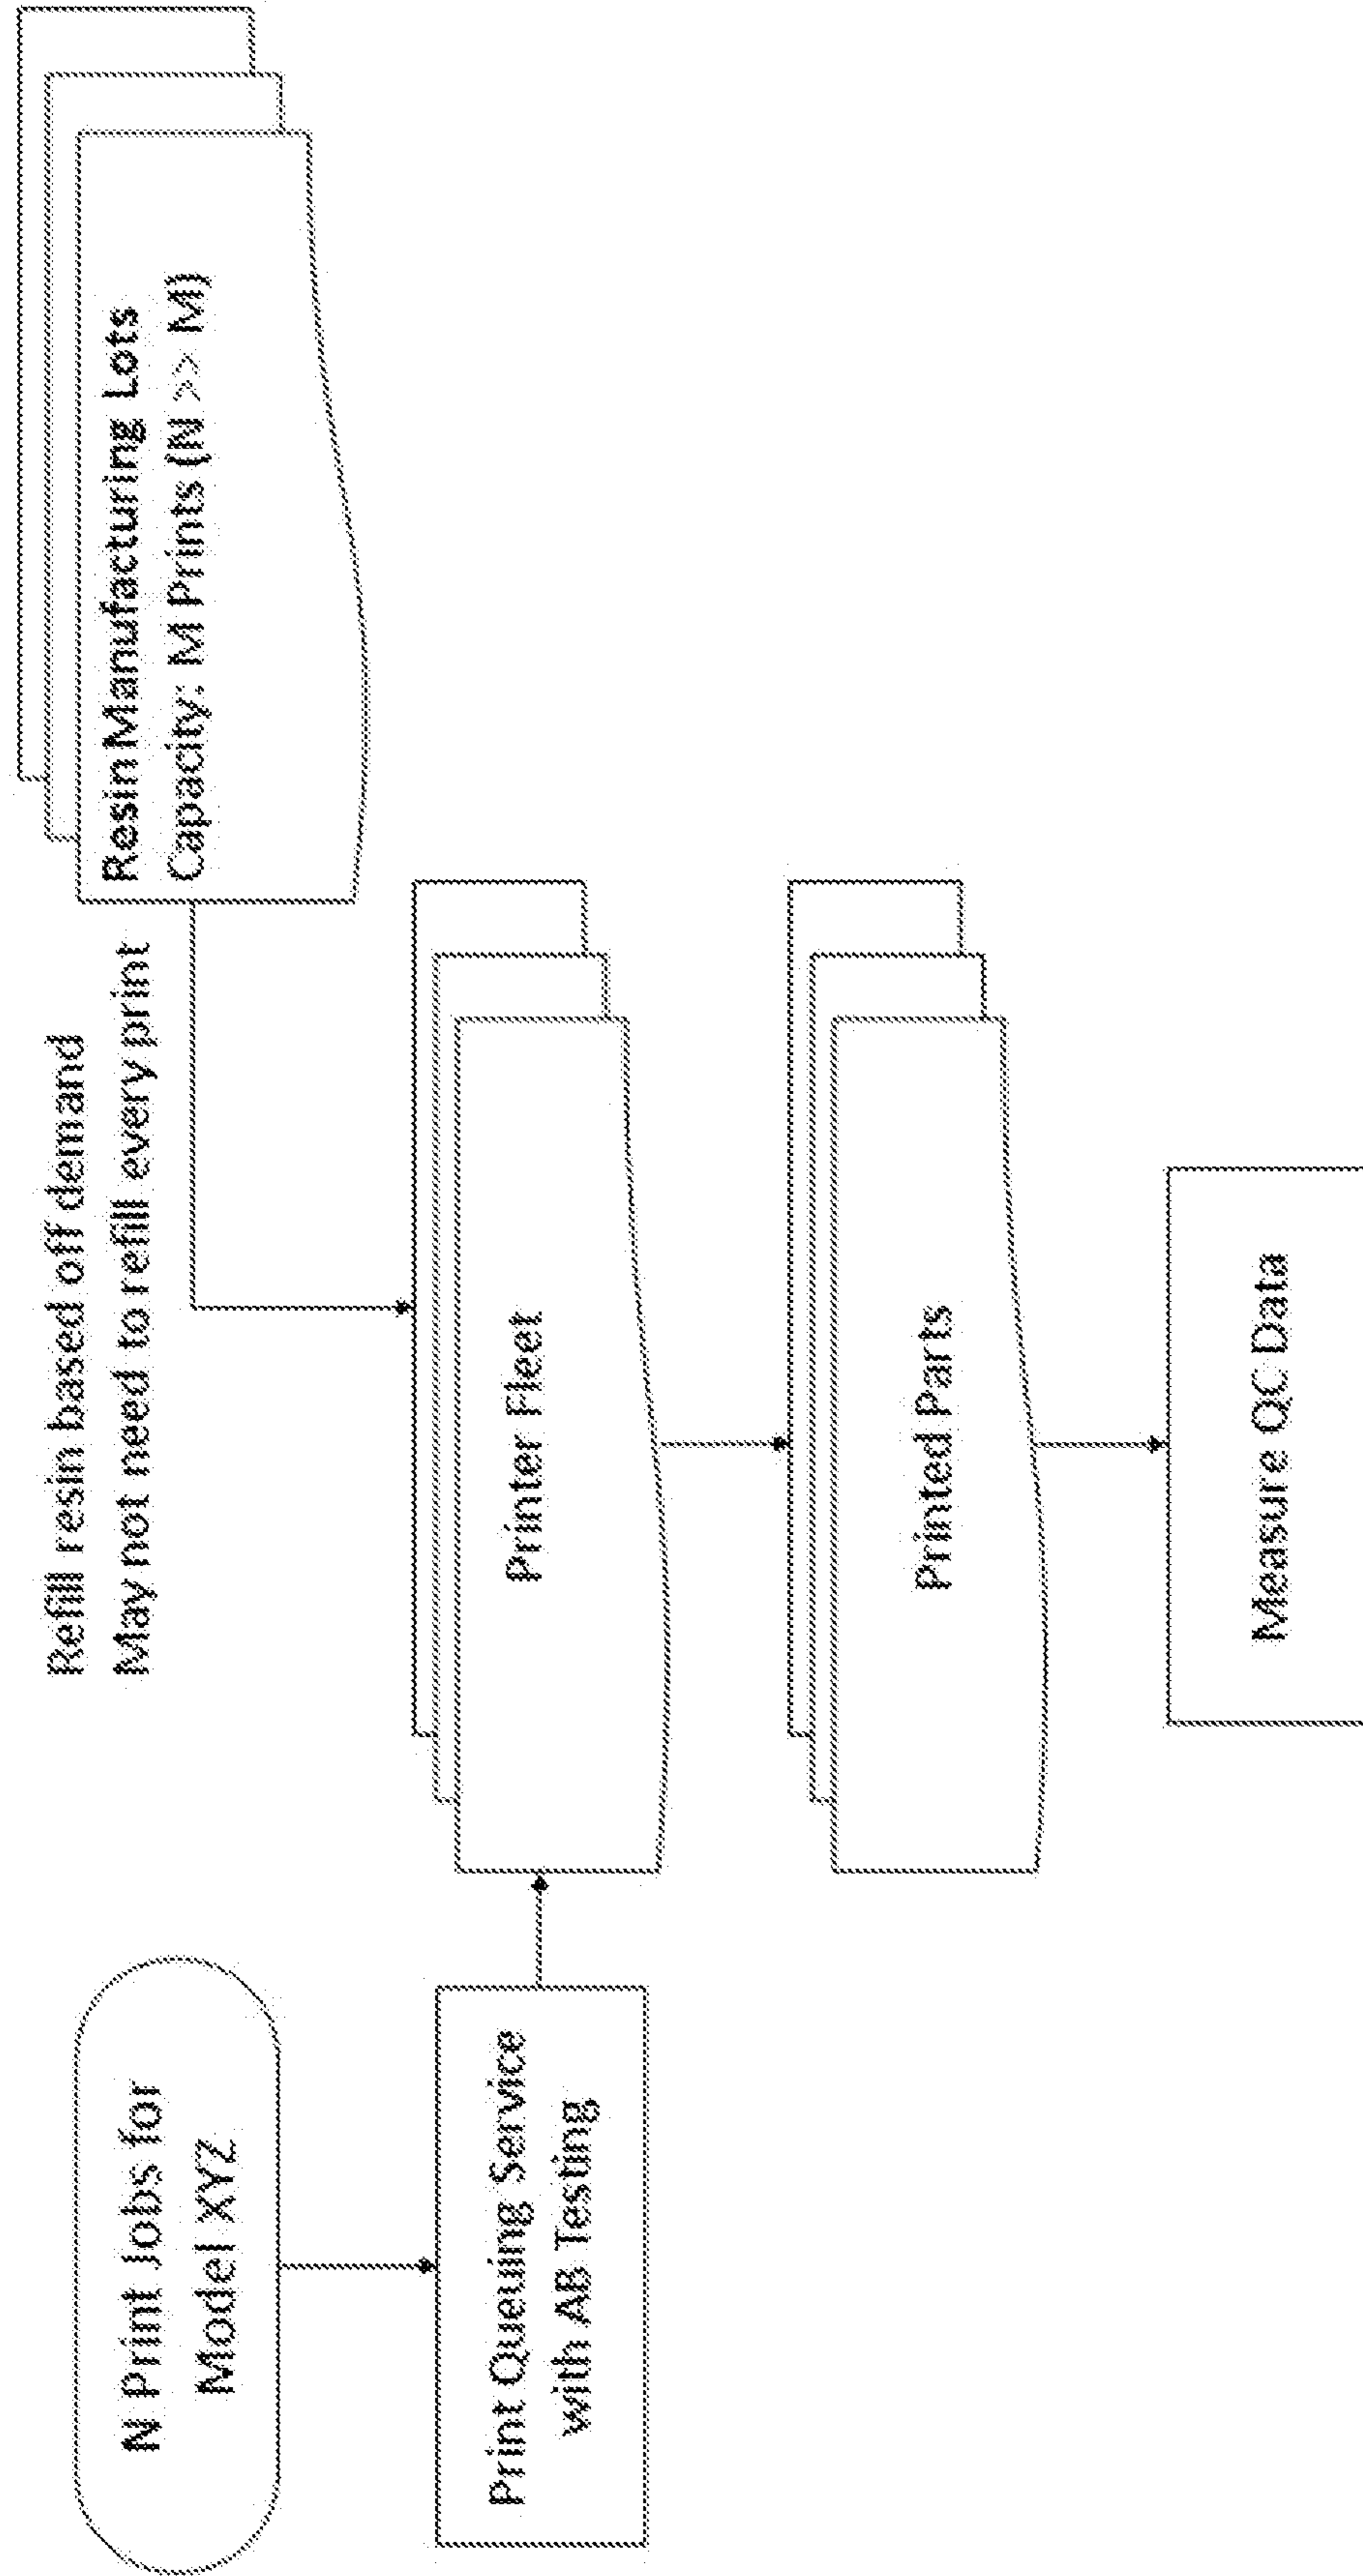 N Print Jobs for
Model XYZ
Print Queuing Service
with AB Testing
Refill resin based off demand
May not need to refill every print
Resin Manufacturing Lots
Capacity: M Prints (N >> M)
Printer Fleet
Printed Parts
Measure QC Data